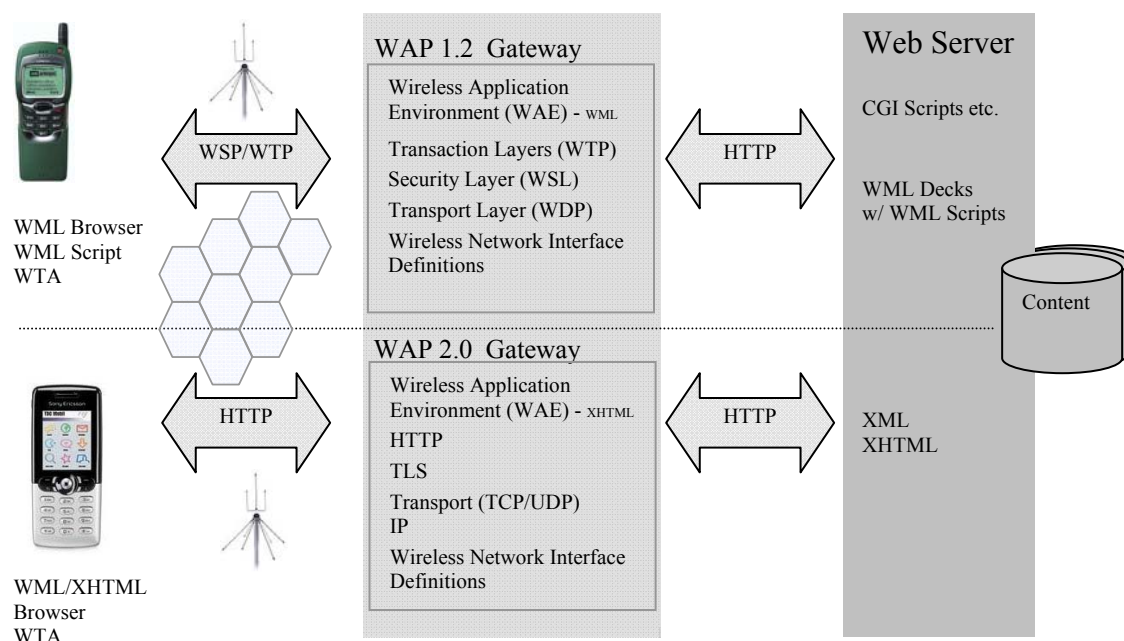 WAP 1.2 Gateway
Web Server
Wireless Application
Environment (WAE) - WML
Transaction Layers (WTP)
Security Layer (WSL)
Transport Layer (WDP)
Wireless Network Interface
Definitions
WSP/WTP
HTTP
CGI Scripts etc.
WML Decks
w/ WML Scripts
WML Browser
WML Script
WTA
Content
WAP 2.0 Gateway
Wireless Application
Environment (WAE) - XHTML
HTTP
TLS
Transport (TCP/UDP)
IP
Wireless Network Interface
Definitions
HTTP
HTTP
XML
XHTML
Sony Ericsson
WML/XHTML
Browser
WTA